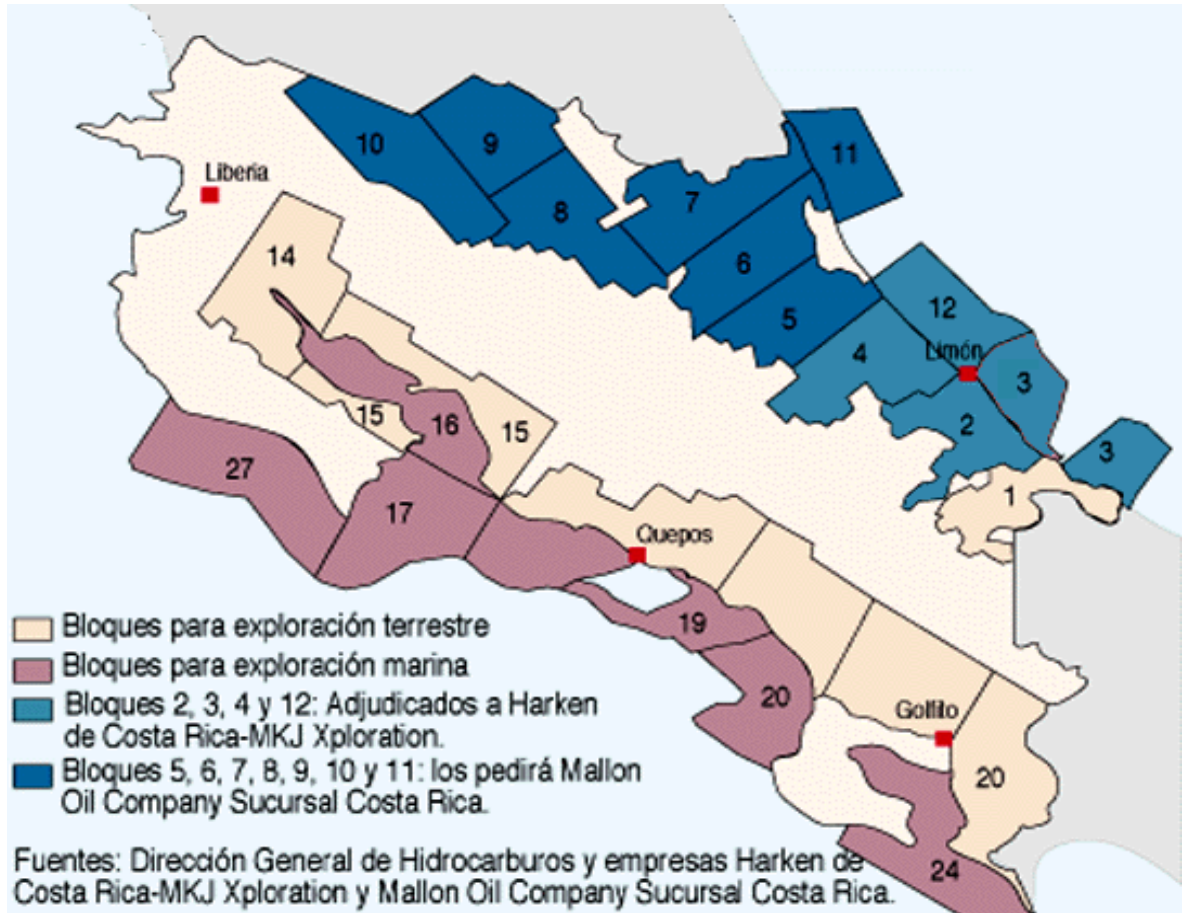 10
9
11
Liberia
7
8
14
6
12
5
4
Limón
3
15
16
15
2
3
27
1
17
Quepos
19
Bloques para exploración terrestre
Bloques para exploración marina
20
Bloques 2, 3, 4 y 12: Adjudicados a Harken
de Costa Rica-MKJ Xploration.
Golfito
Bloques 5, 6, 7, 8, 9, 10 y 11: los pedirá Mallon
Oil Company Sucursal Costa Rica.
20
Fuentes: Dirección General de Hidrocarburos y empresas Harken de
Costa Rica-MKJ Xploration y Mallon Oil Company Sucursal Costa Rica.
24